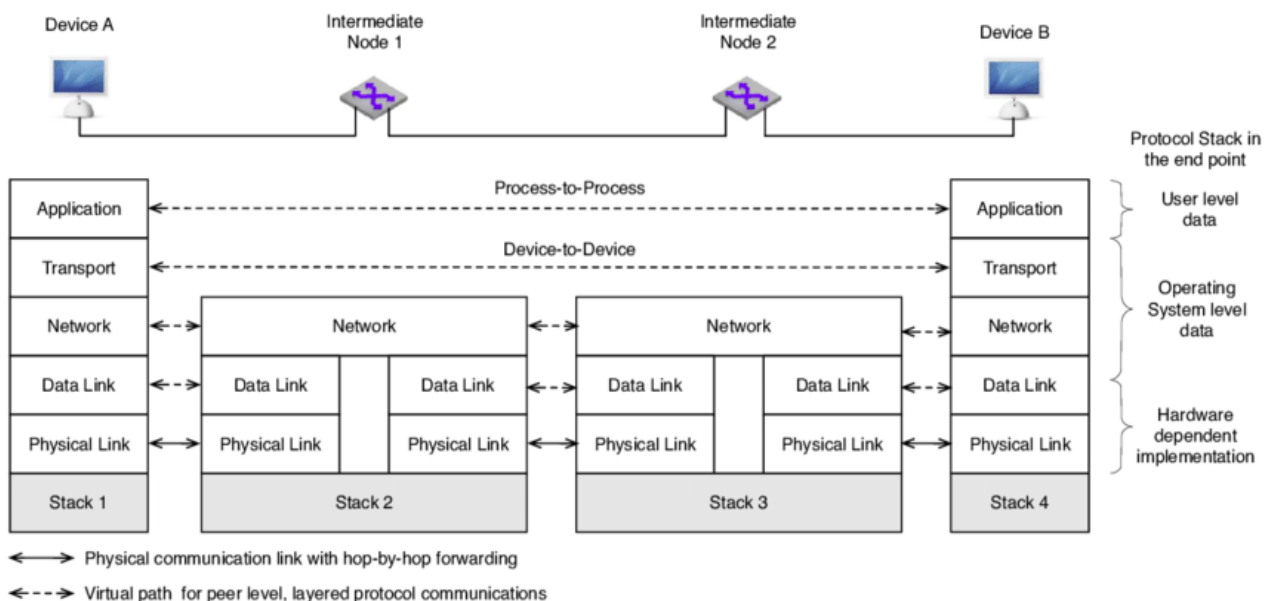 Device A
Intermediate
Node 1
Intermediate
Node 2
Device B
Protocol Stack in
the end point
Application
Process-to-Process
Application
User level
data
Transport
Device-to-Device
Transport
Operating
System level
data
Network
Network
Network
Network
Data Link
Data Link
Data Link
Data Link
Data Link
Data Link
Hardware
dependent
implementation
Physical Link
Physical Link
Physical Link
Physical Link
Physical Link
Physical Link
Stack 1
Stack 2
Stack 3
Stack 4
Physical communication link with hop-by-hop forwarding
Virtual path for peer level, layered protocol communications